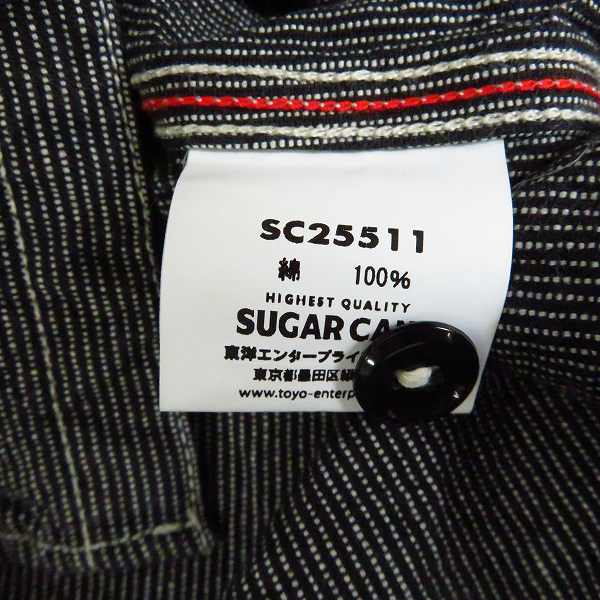 SC25511
綿 100%
HIGHEST QUALITY
SUGAR CAN
東洋エンタープライ
東京都墨田区
www.toyo-enterp